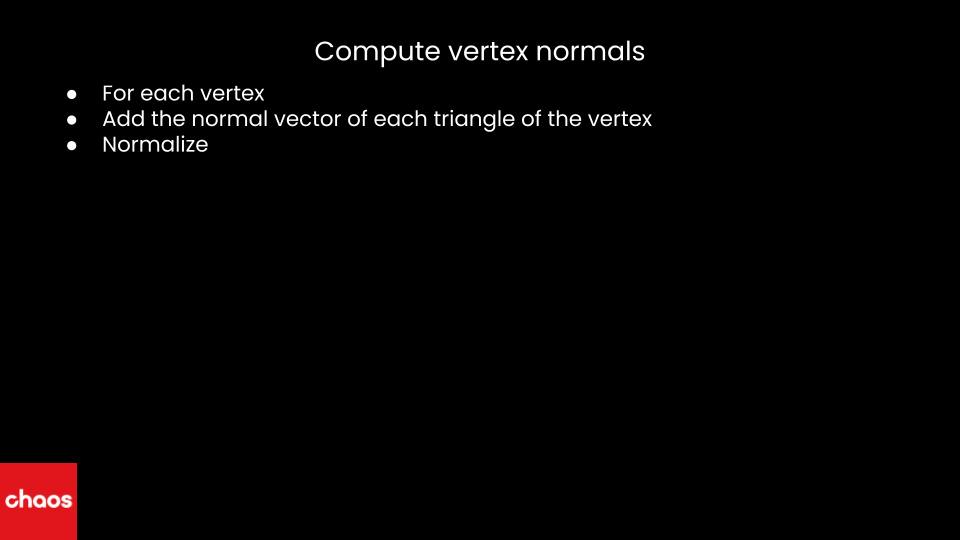 Compute vertex normals
● For each vertex
● Add the normal vector of each triangle of the vertex
● Normalize
chaos